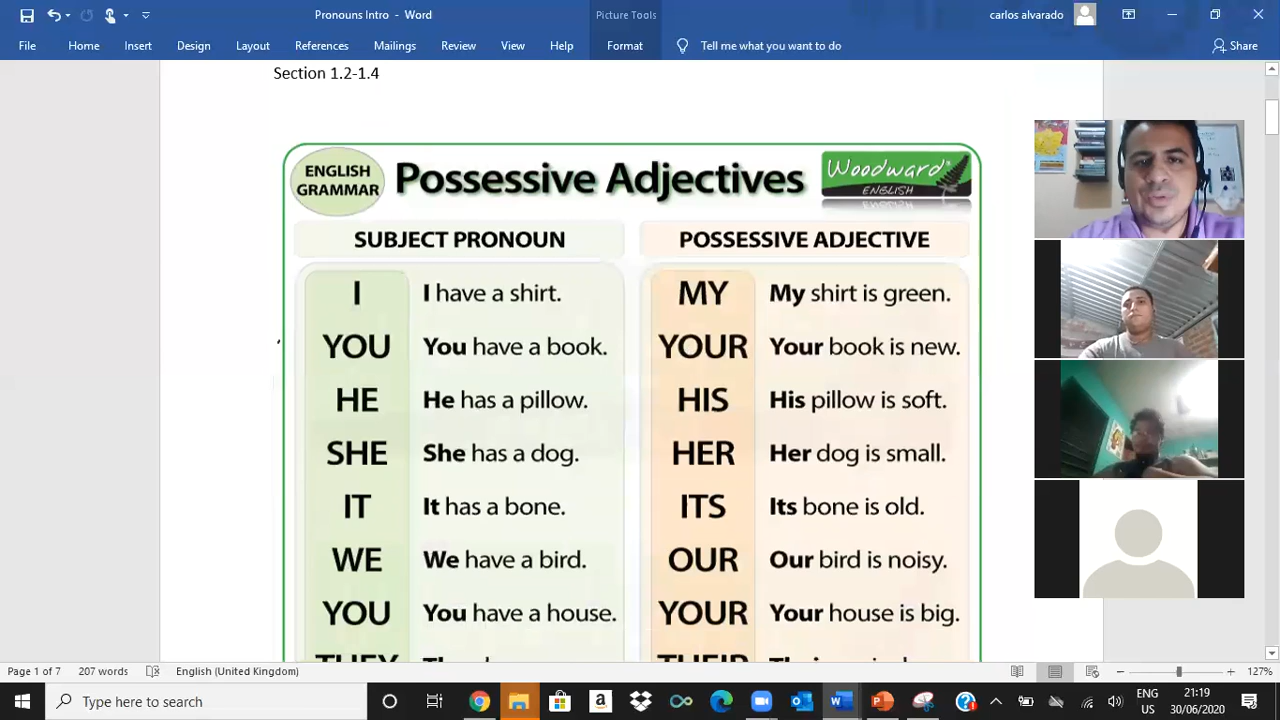 Pronouns Intro - Word
Picture Tools
carlos alvarado
File Home Insert Design Layout References Mailings Review View Help Format Tell me what you want to do Share
Section 1.2-1.4
ENGLISH GRAMMAR
Possessive Adjectives
Woodward®
ENGLISH
SUBJECT PRONOUN POSSESSIVE ADJECTIVE
I I have a shirt. MY My shirt is green.
YOU You have a book. YOUR Your book is new.
HE He has a pillow. HIS His pillow is soft.
SHE She has a dog. HER Her dog is small.
IT It has a bone. ITS Its bone is old.
WE We have a bird. OUR Our bird is noisy.
YOU You have a house. YOUR Your house is big.
THEY THEIR
Page 1 of 7 207 words English (United Kingdom) 127%
Type here to search
ENG 21:19
US 30/06/2020